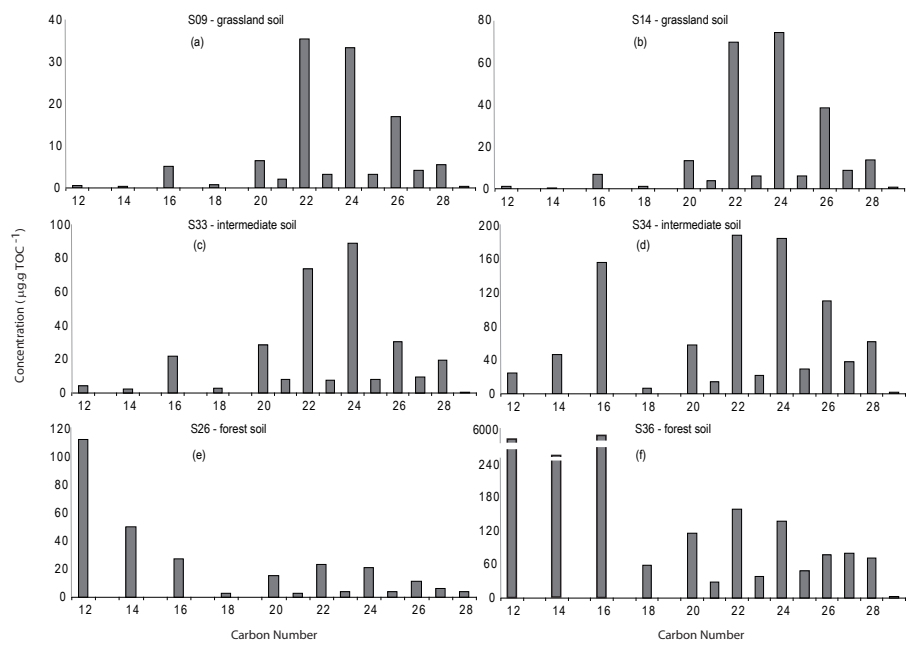 S09 - grassland soil
(a)
40
30
20
10
0
12 14 16 18 20 22 24 26 28
S14 - grassland soil
(b)
80
60
40
20
0
12 14 16 18 20 22 24 26 28
S33 - intermediate soil
(c)
100
80
60
40
20
0
12 14 16 18 20 22 24 26 28
S34 - intermediate soil
(d)
200
160
120
80
40
0
12 14 16 18 20 22 24 26 28
Concentration ( µg.g TOC⁻¹)
S26 - forest soil
(e)
120
100
80
60
40
20
0
12 14 16 18 20 22 24 26 28
Carbon Number
S36 - forest soil
(f)
6000
240
180
120
60
0
12 14 16 18 20 22 24 26 28
Carbon Number